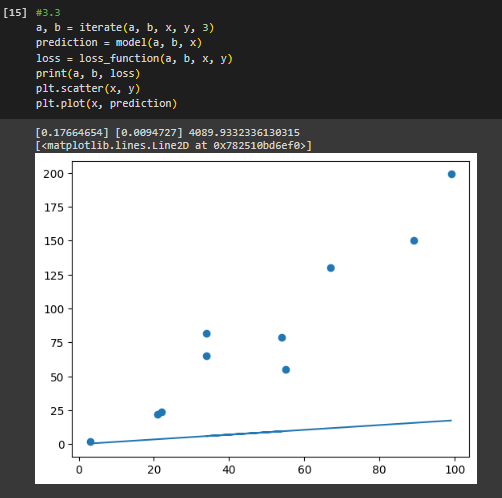 [15] #3.3
a, b = iterate(a, b, x, y, 3)
prediction = model(a, b, x)
loss = loss_function(a, b, x, y)
print(a, b, loss)
plt.scatter(x, y)
plt.plot(x, prediction)
[0.17664654] [0.0094727] 4089.9332336130315
[<matplotlib.lines.Line2D at 0x782510bd6ef0>]
200
175
150
125
100
75
50
25
0
0 20 40 60 80 100